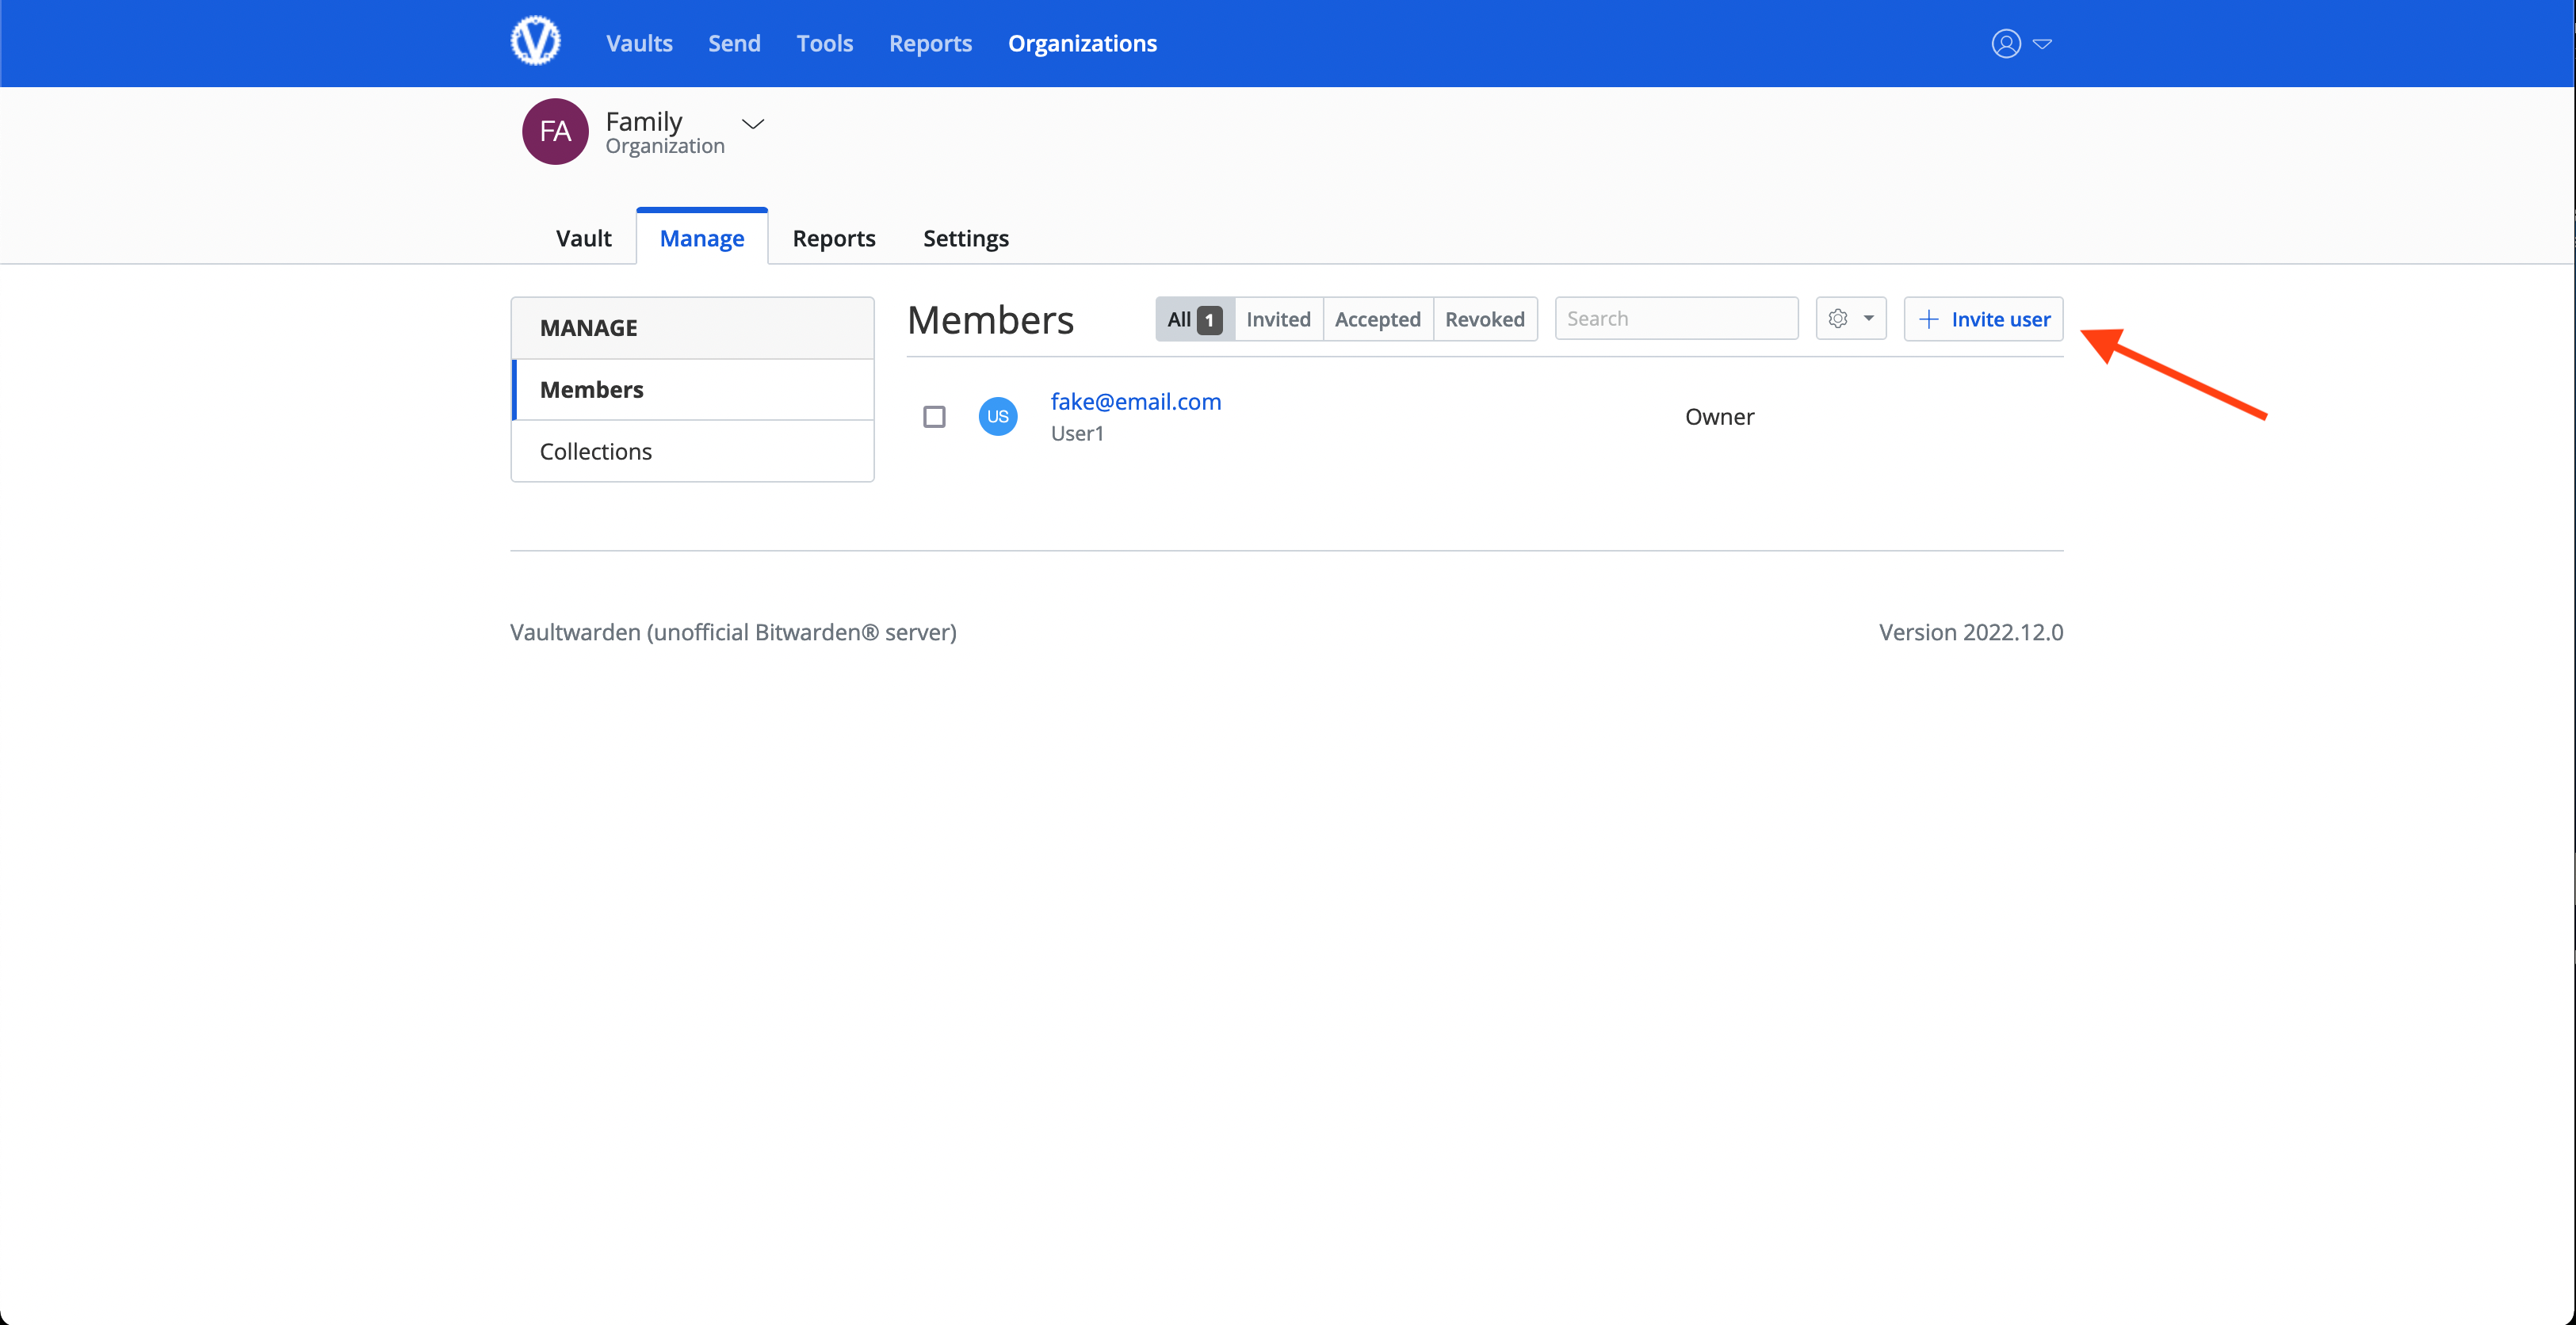 Vaults Send Tools Reports Organizations
FA Family
Organization
Vault Manage Reports Settings
MANAGE
Members
Collections
Members All 1 Invited Accepted Revoked Search Invite user
US fake@email.com
User1
Owner
Vaultwarden (unofficial Bitwarden® server) Version 2022.12.0